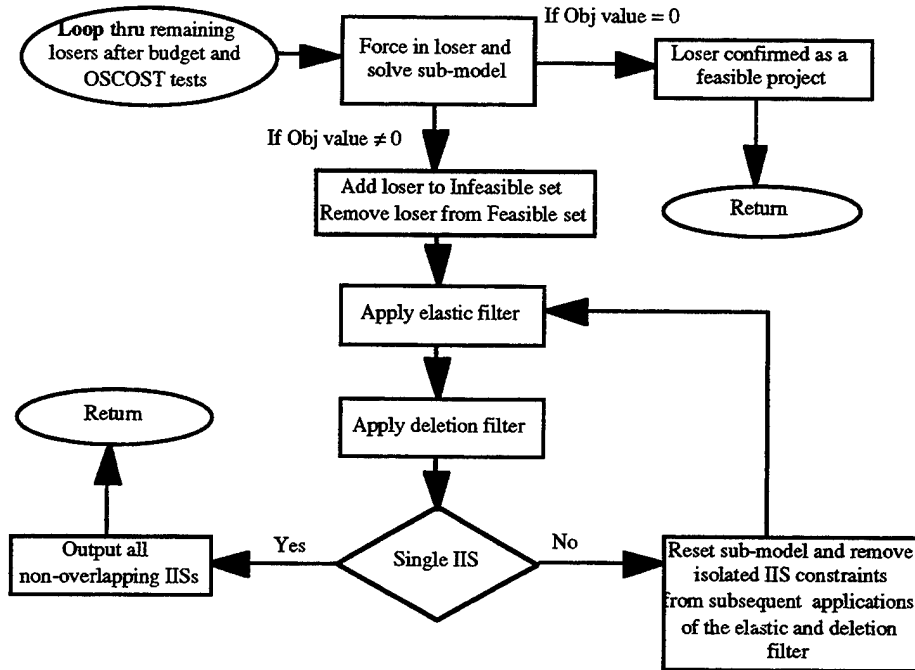 Loop thru remaining
losers after budget and
OSCOST tests
Force in loser and
solve sub-model
If Obj value = 0
Loser confirmed as a
feasible project
Return
If Obj value ≠ 0
Add loser to Infeasible set
Remove loser from Feasible set
Apply elastic filter
Apply deletion filter
Single IIS
Yes
Output all
non-overlapping IISs
Return
No
Reset sub-model and remove
isolated IIS constraints
from subsequent applications
of the elastic and deletion
filter